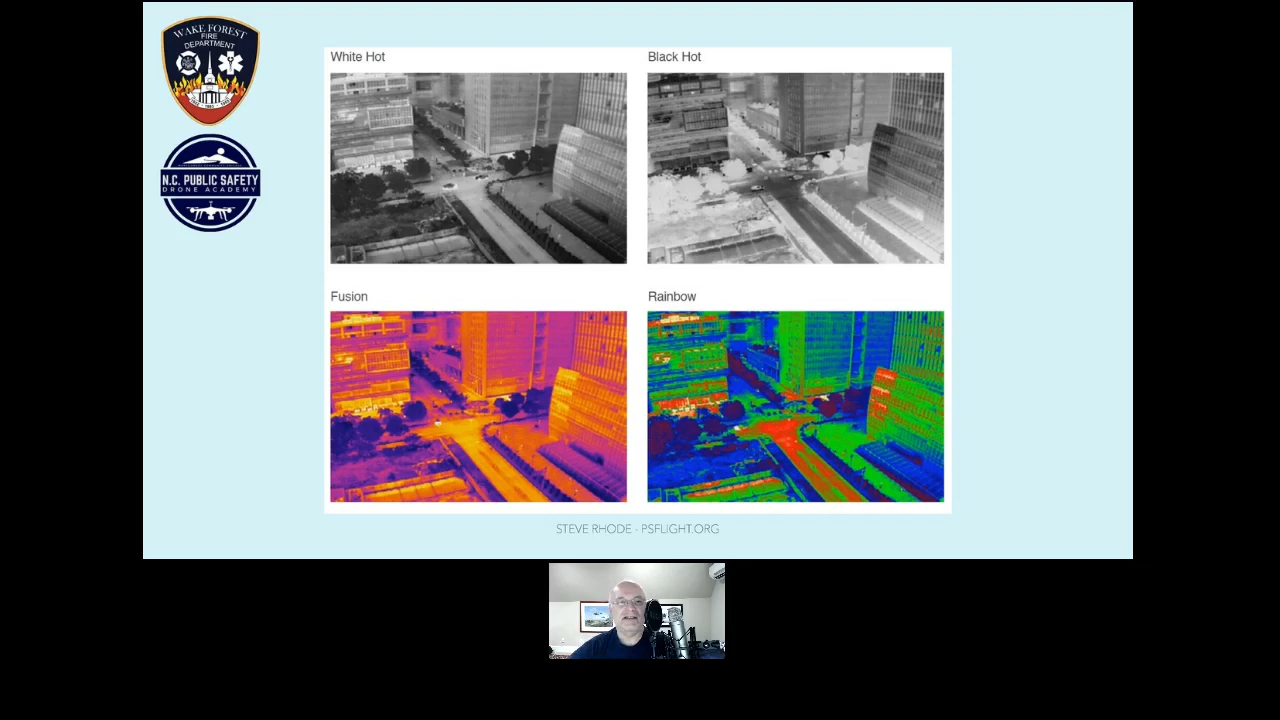 WAKE FOREST
FIRE
DEPARTMENT
N.C. PUBLIC SAFETY
DRONE ACADEMY
White Hot
Black Hot
Fusion
Rainbow
STEVE RHODE - PSFLIGHT.ORG